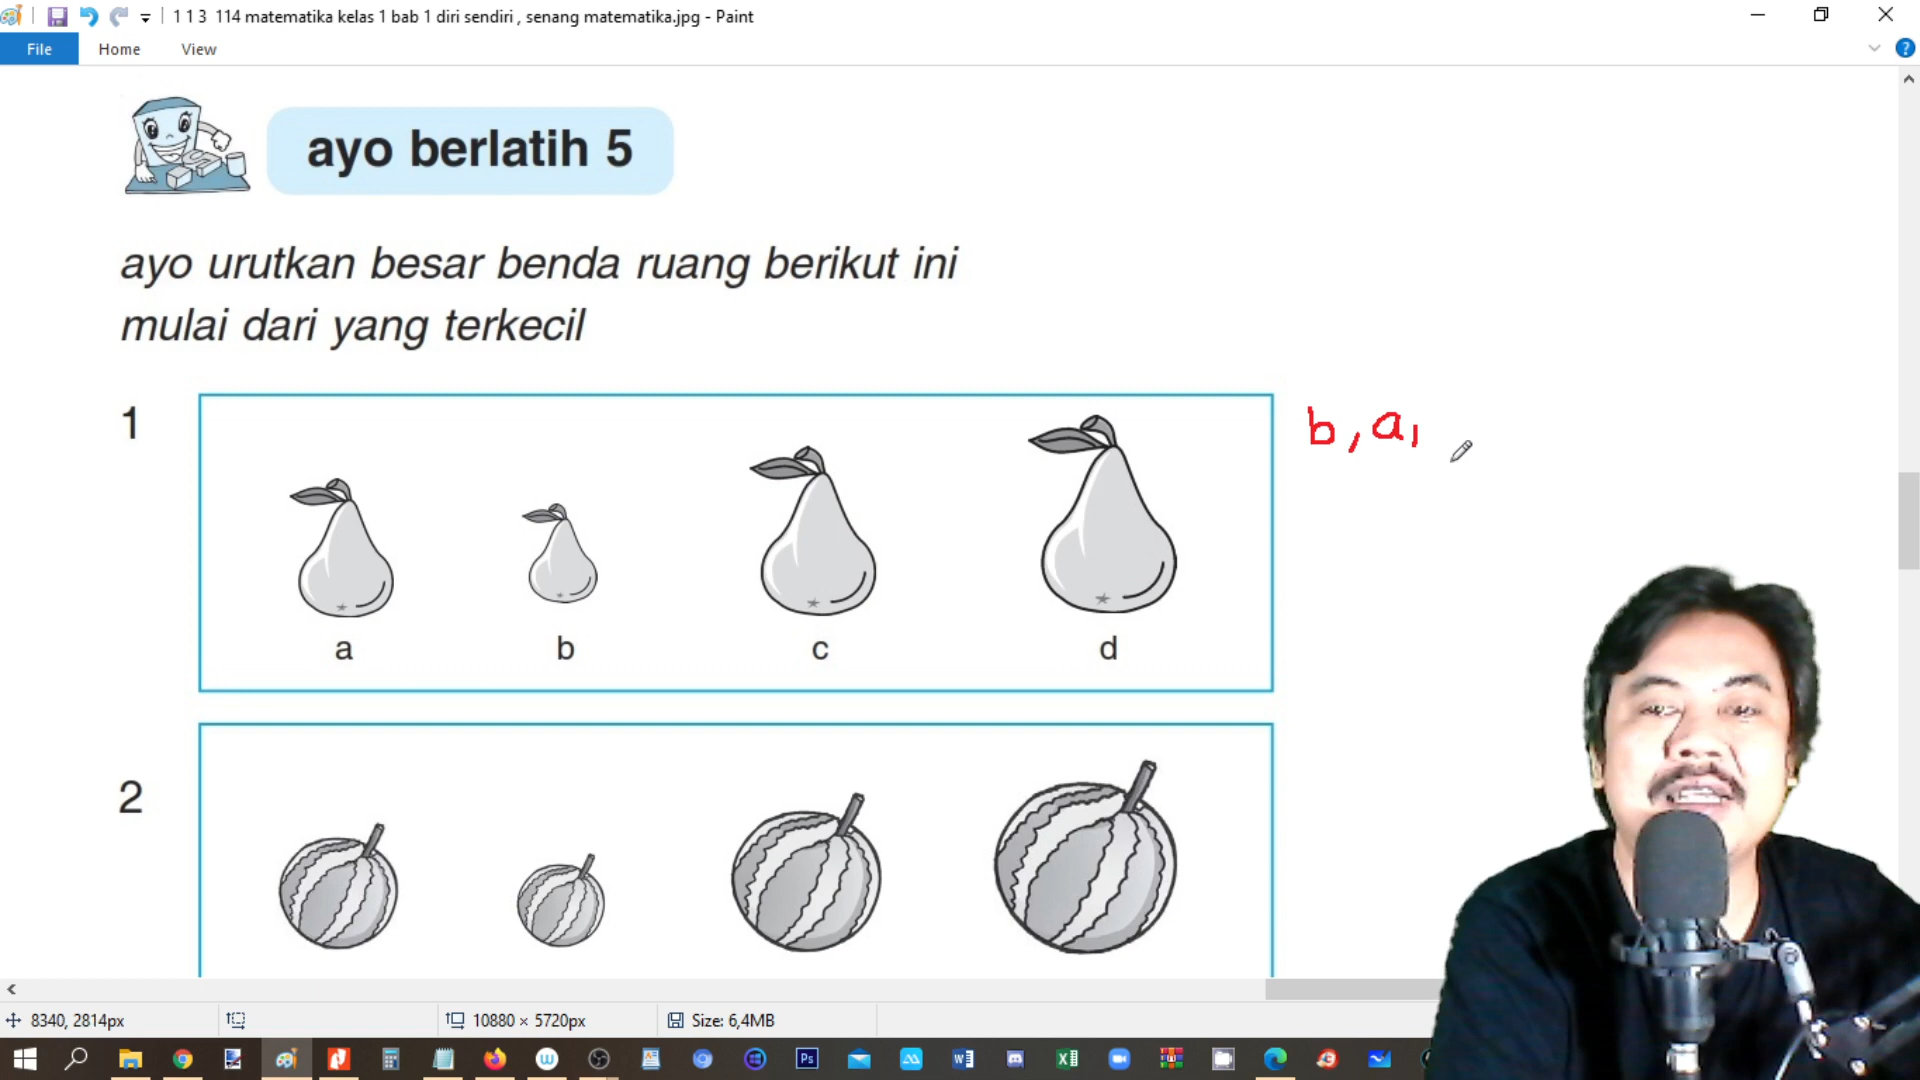 1 1 3  114 matematika kelas 1 bab 1 diri sendiri , senang matematika.jpg - Paint
File Home View
ayo berlatih 5
ayo urutkan besar benda ruang berikut ini
mulai dari yang terkecil
1
b, a,
a b c d
2
8340, 2814px 10880 × 5720px Size: 6,4MB